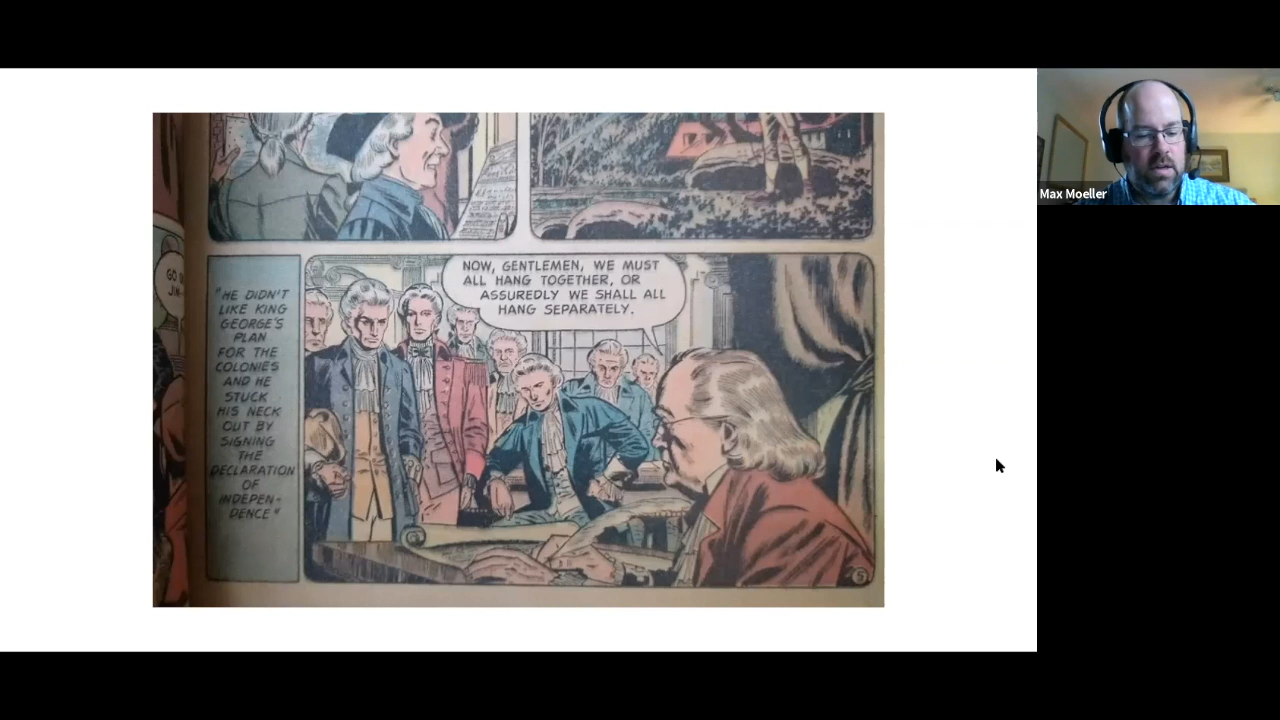 GO
JIM-
"HE DIDN'T
LIKE KING
GEORGE'S
PLAN
FOR THE
COLONIES
AND HE
STUCK
HIS NECK
OUT BY
SIGNING
THE
DECLARATION
OF
INDEPEN-
DENCE"
NOW, GENTLEMEN, WE MUST
ALL HANG TOGETHER, OR
ASSUREDLY WE SHALL ALL
HANG SEPARATELY.
5
Max Moeller